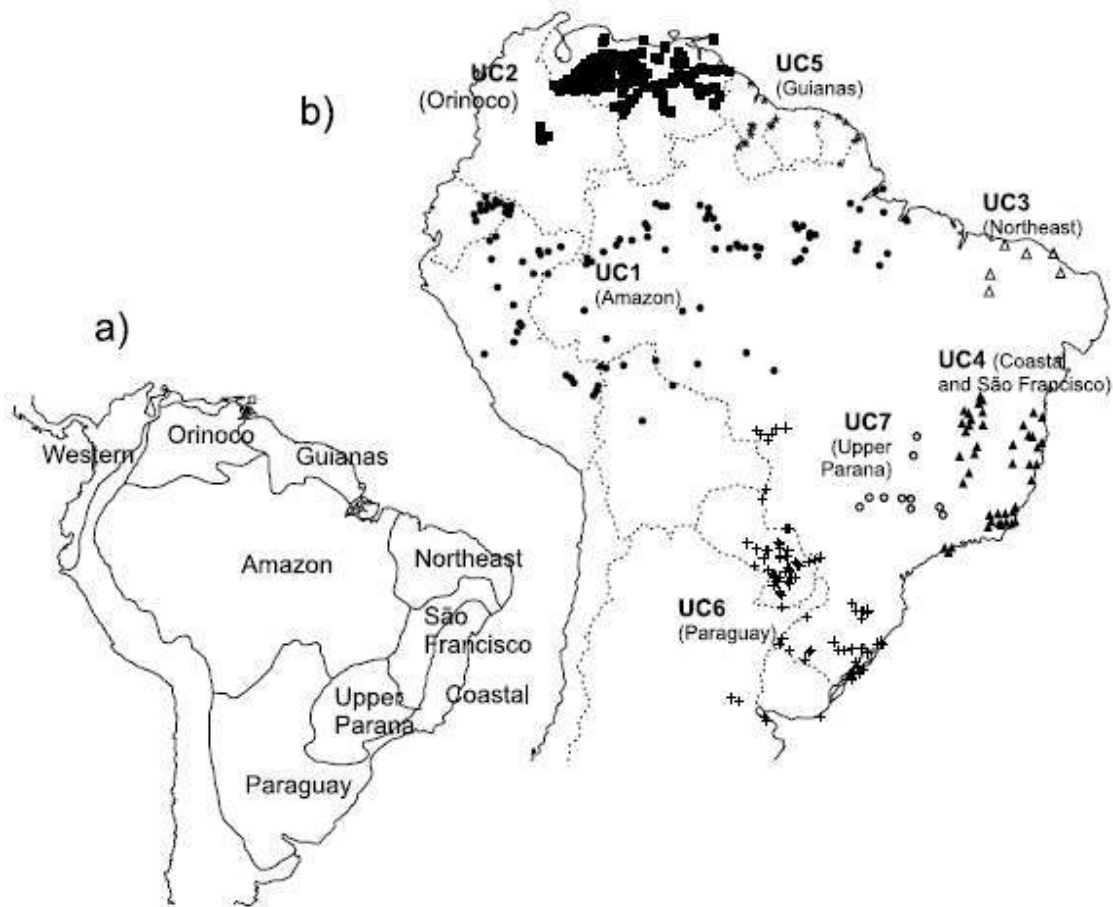 b)
UC2
(Orinoco)
UC5
(Guianas)
UC3
(Northeast)
UC1
(Amazon)
UC4 (Coastal
and São Francisco)
UC7
(Upper
Parana)
UC6
(Paraguay)
a)
Western
Orinoco
Guianas
Amazon
Northeast
São
Francisco
Upper
Parana
Coastal
Paraguay